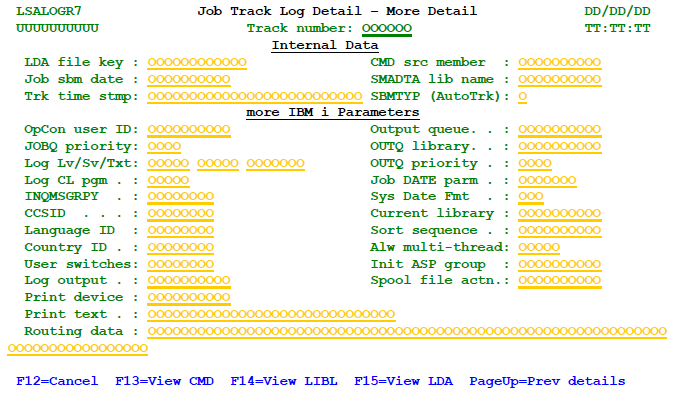 LSALOGR7 Job Track Log Detail - More Detail DD/DD/DD
UUUUUUUUUU Track number: OOOOOO TT:TT:TT
Internal Data
LDA file key : OOOOOOOOOOOO CMD src member : OOOOOOOOOO
Job sbm date : OOOOOOOOOO SMADTA lib name : OOOOOOOOOO
Trk time stmp: OOOOOOOOOOOOOOOOOOOOOOOOOO SBMTYP (AutoTrk): O
more IBM i Parameters
OpCon user ID: OOOOOOOOOO Output queue. . : OOOOOOOOOO
JOBQ priority: OOOO OUTQ library. . : OOOOOOOOOO
Log Lv/Sv/Txt: OOOOO OOOOO OOOOOOO OUTQ priority . : OOOO
Log CL pgm . : OOOOO Job DATE parm . : OOOOOOO
INQMSGRPY . : OOOOOOOO Sys Date Fmt . : OOO
CCSID . . . : OOOOOOOO Current library : OOOOOOOOOO
Language ID : OOOOOOOO Sort sequence . : OOOOOOOOOO
Country ID . : OOOOOOOO Alw multi-thread: OOOOO
User switches: OOOOOOOO Init ASP group : OOOOOOOOOO
Log output . : OOOOOOOOOO Spool file actn.: OOOOOOOOOO
Print device : OOOOOOOOOO
Print text . : OOOOOOOOOOOOOOOOOOOOOOOOOOOOOO
Routing data : OOOOOOOOOOOOOOOOOOOOOOOOOOOOOOOOOOOOOOOOOOOOOOOOOOOOOOOOOOOOOOO
OOOOOOOOOOOOOOOOO
F12=Cancel F13=View CMD F14=View LIBL F15=View LDA PageUp=Prev details